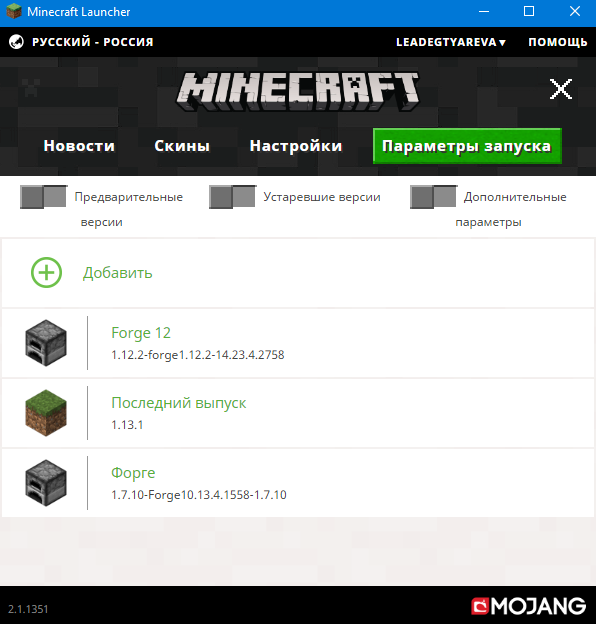 Minecraft Launcher
РУССКИЙ - РОССИЯ
LEADEGTYAREVA
ПОМОЩЬ
MINECRAFT
Новости
Скины
Настройки
Параметры запуска
Предварительные
версии
Устаревшие версии
Дополнительные
параметры
Добавить
Forge 12
1.12.2-forge1.12.2-14.23.4.2758
Последний выпуск
1.13.1
Форге
1.7.10-Forge10.13.4.1558-1.7.10
2.1.1351
MOJANG